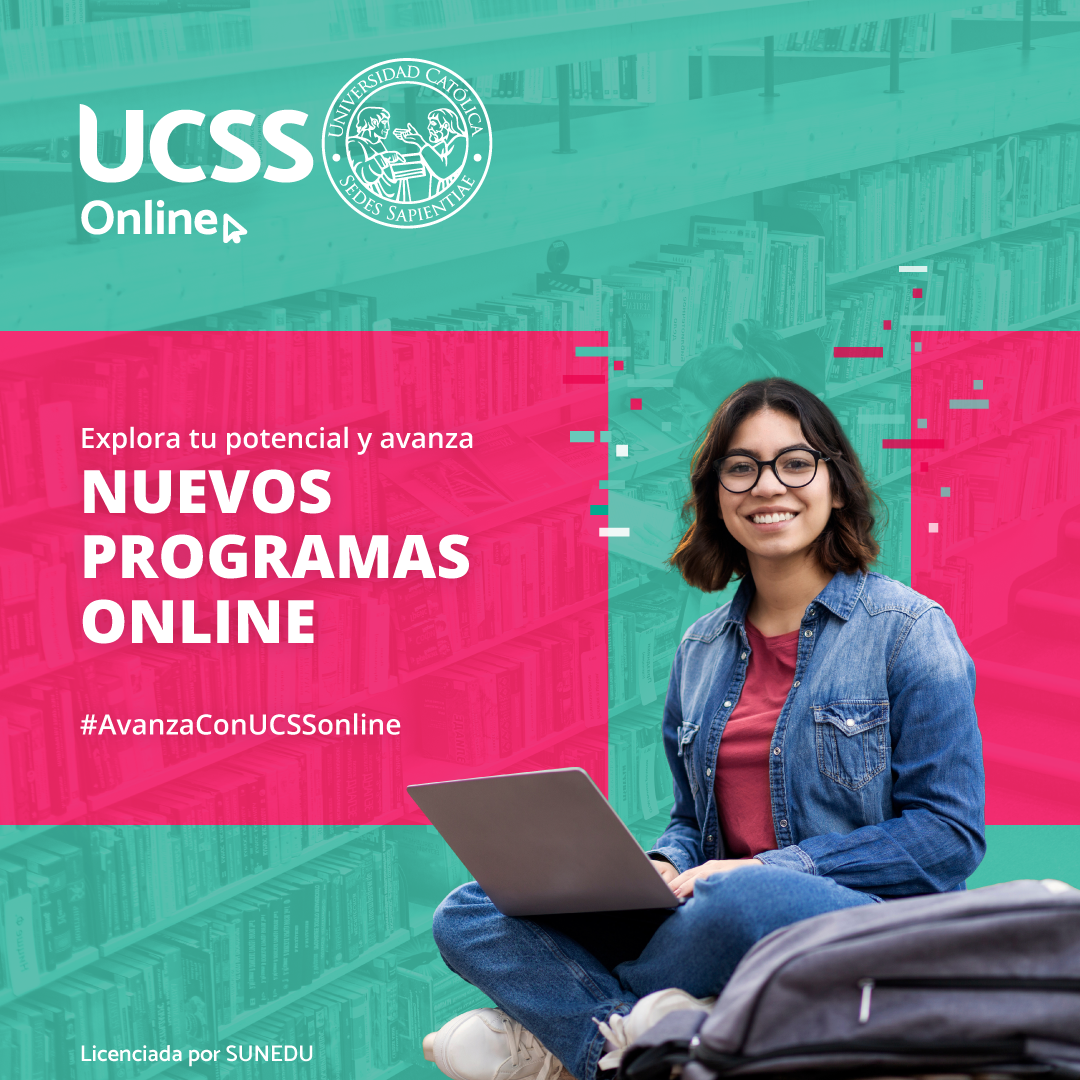 UCSS
Online
UNIVERSIDAD CATÓLICA
SEDES SAPIENTIAE
Explora tu potencial y avanza
NUEVOS
PROGRAMAS
ONLINE
#AvanzaConUCSSonline
Licenciada por SUNEDU